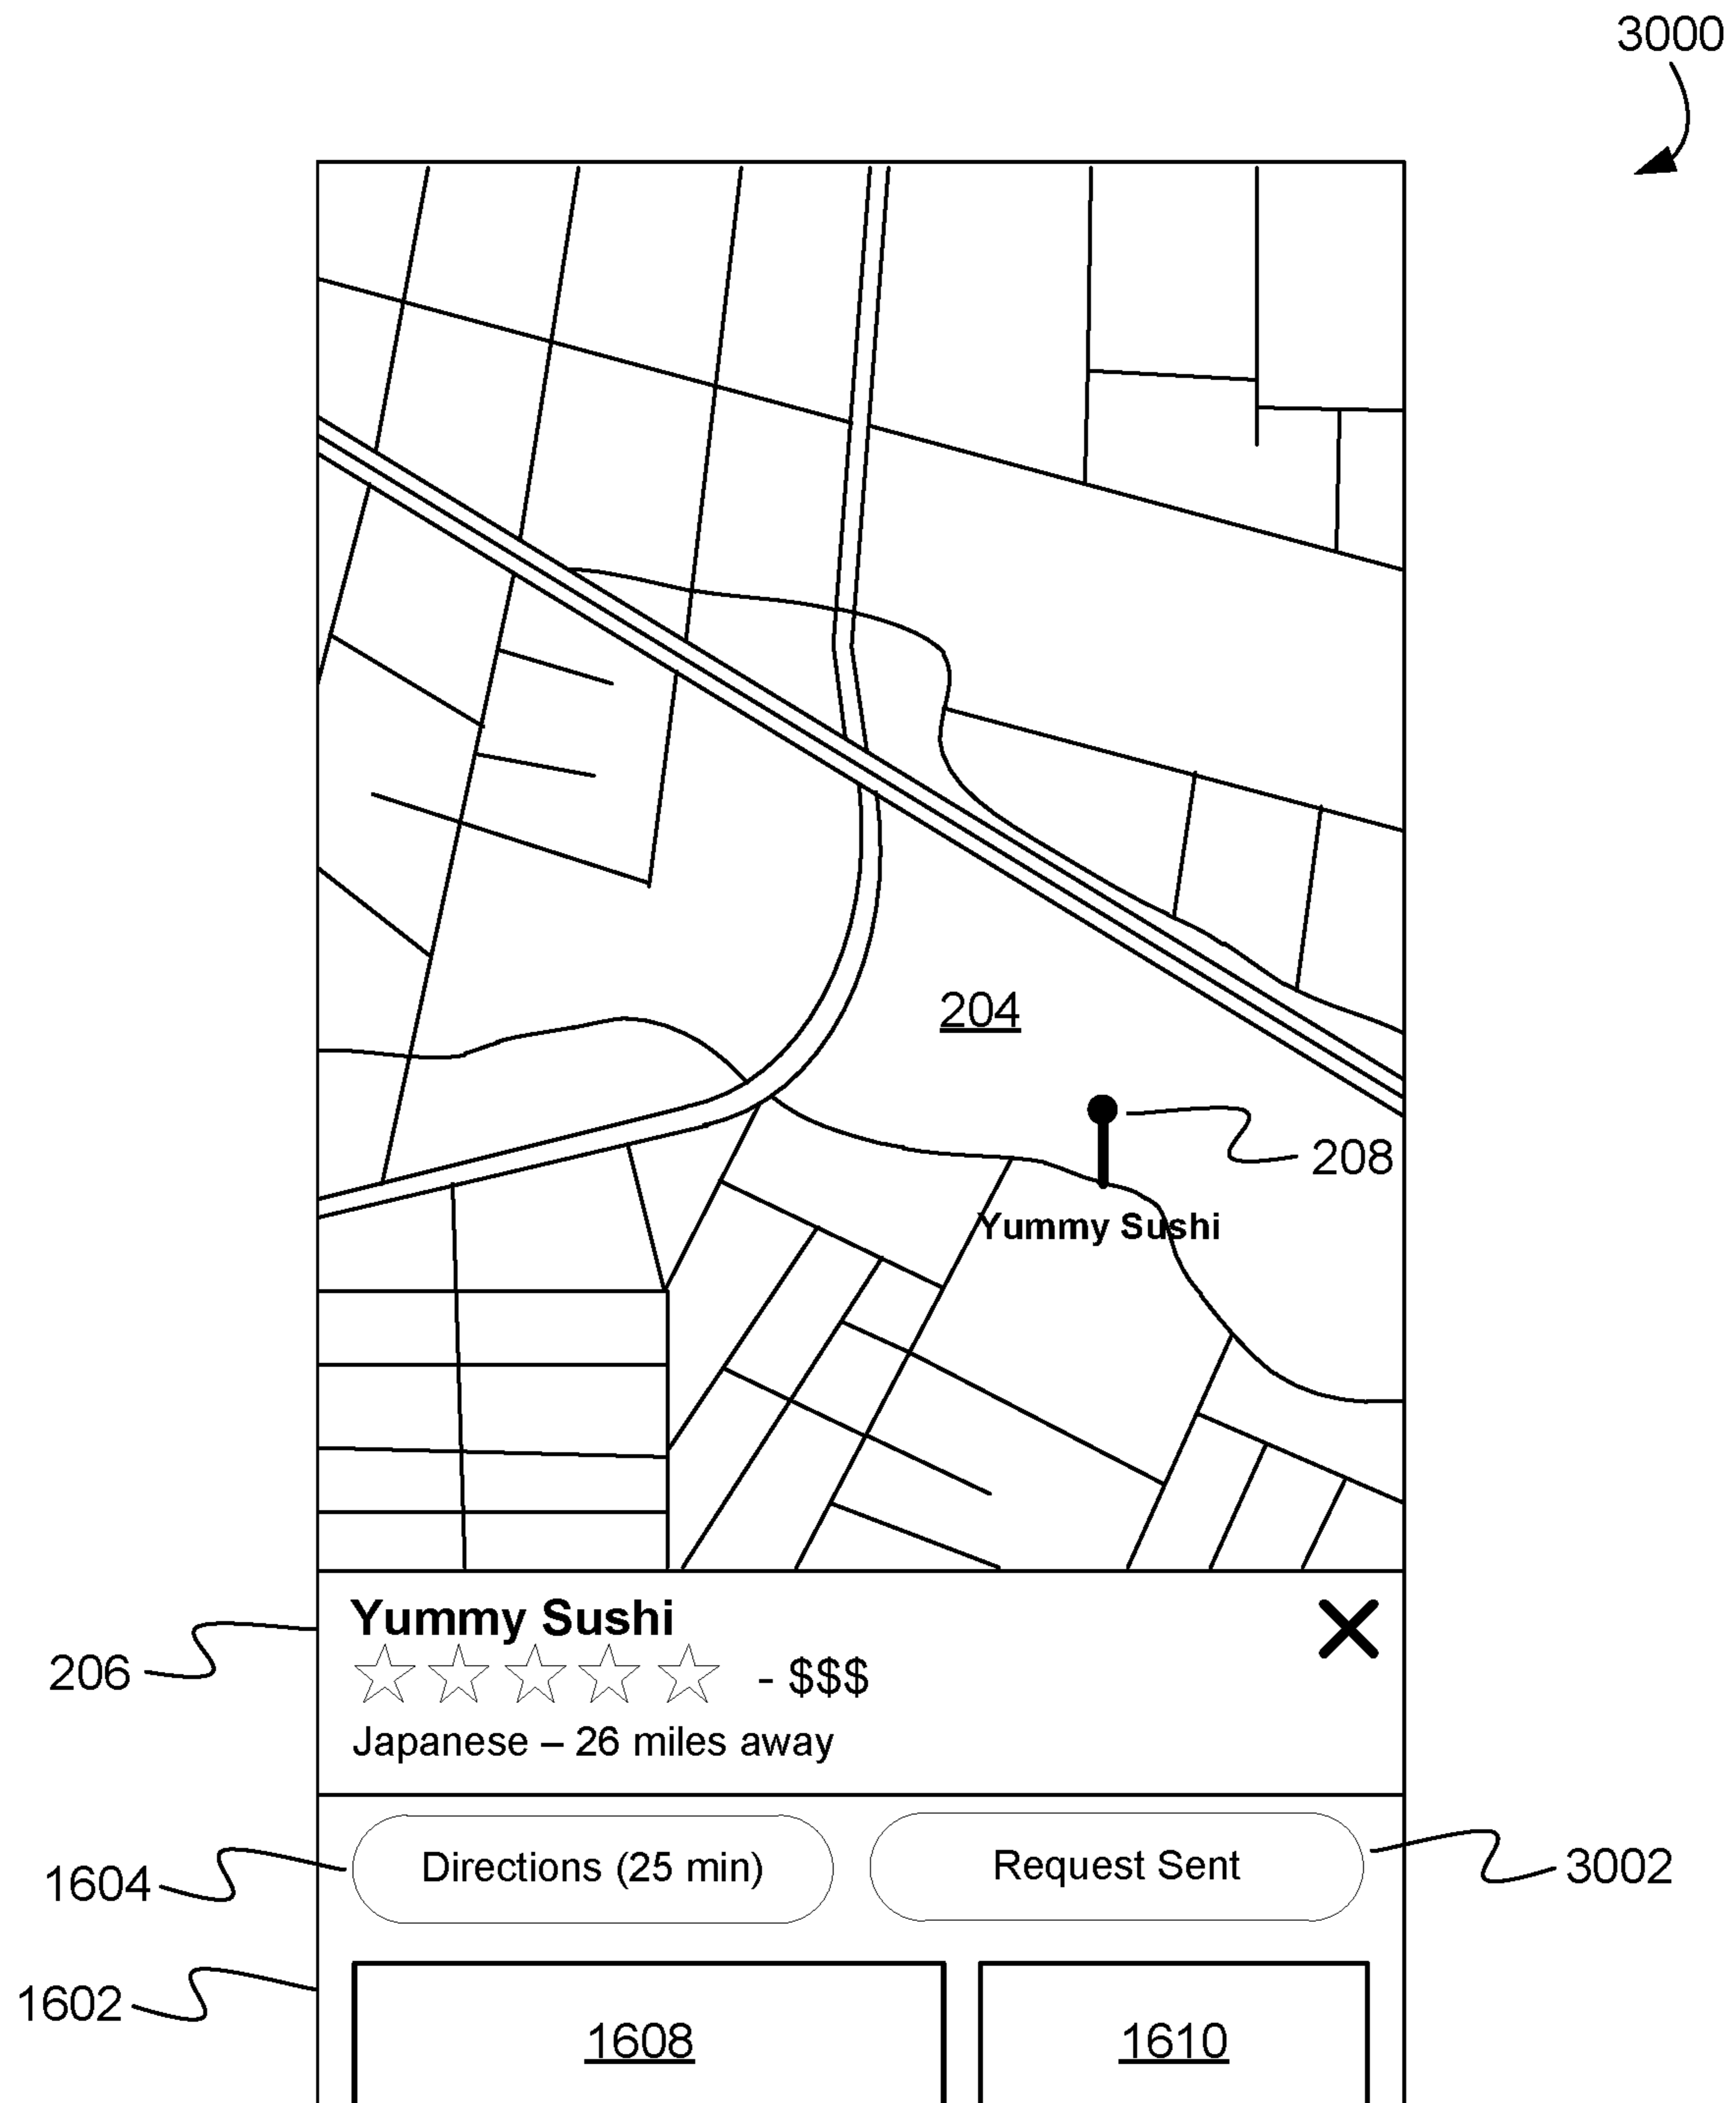 3000
204
208
Yummy Sushi
Yummy Sushi
206
- $$$
Japanese – 26 miles away
1604
Directions (25 min)
Request Sent
3002
1602
1608
1610